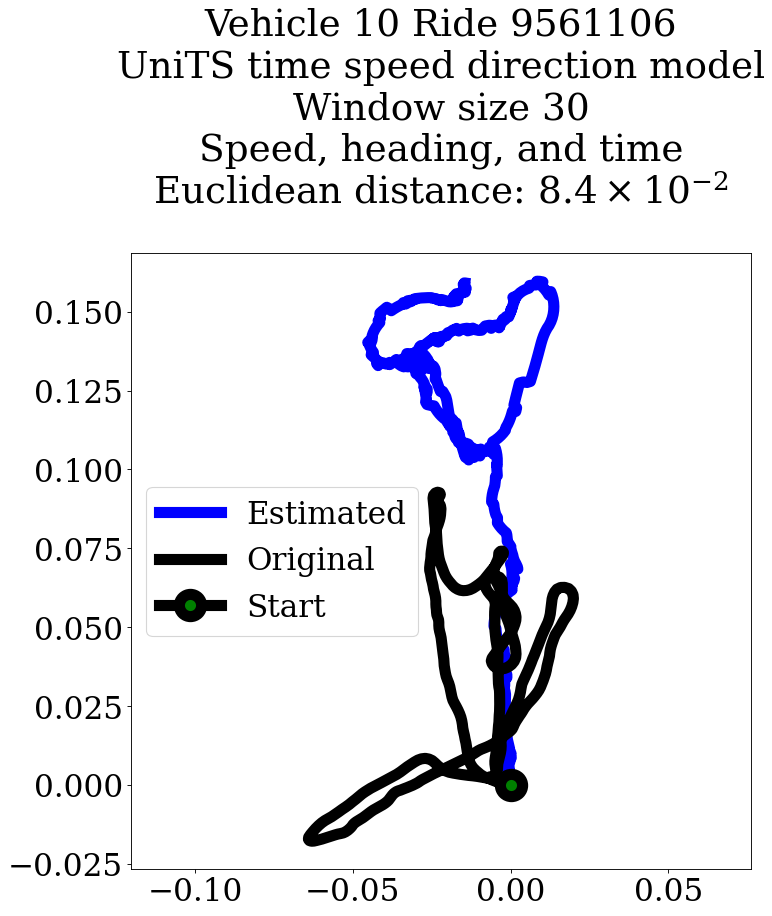 Vehicle 10 Ride 9561106
UniTS time speed direction model
Window size 30
Speed, heading, and time
Euclidean distance: 8.4 × 10⁻²
0.150
0.125
0.100
0.075
0.050
0.025
0.000
−0.025
Estimated
Original
Start
−0.10 −0.05 0.00 0.05